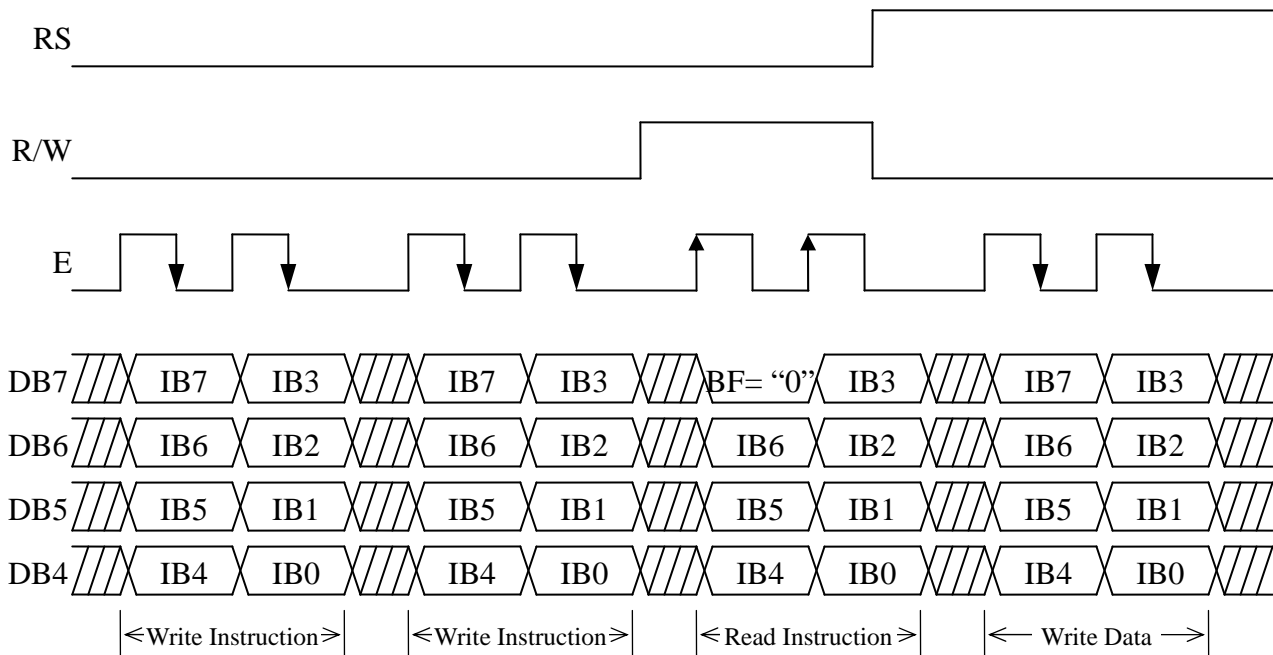 RS
R/W
E
DB7 IB7 IB3 IB7 IB3 BF= “0” IB3 IB7 IB3
DB6 IB6 IB2 IB6 IB2 IB6 IB2 IB6 IB2
DB5 IB5 IB1 IB5 IB1 IB5 IB1 IB5 IB1
DB4 IB4 IB0 IB4 IB0 IB4 IB0 IB4 IB0
Write Instruction Write Instruction Read Instruction Write Data